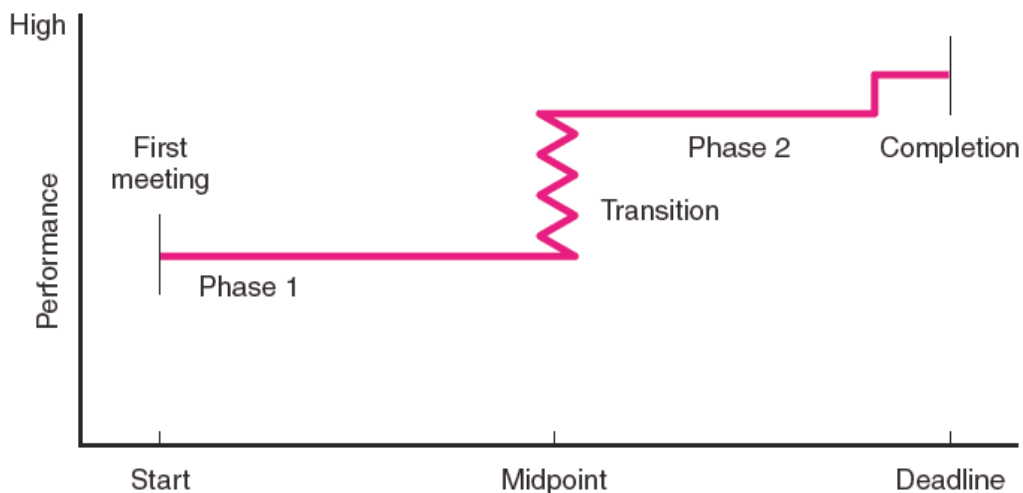 High
First
meeting
Performance
Phase 1
Transition
Phase 2
Completion
Start
Midpoint
Deadline